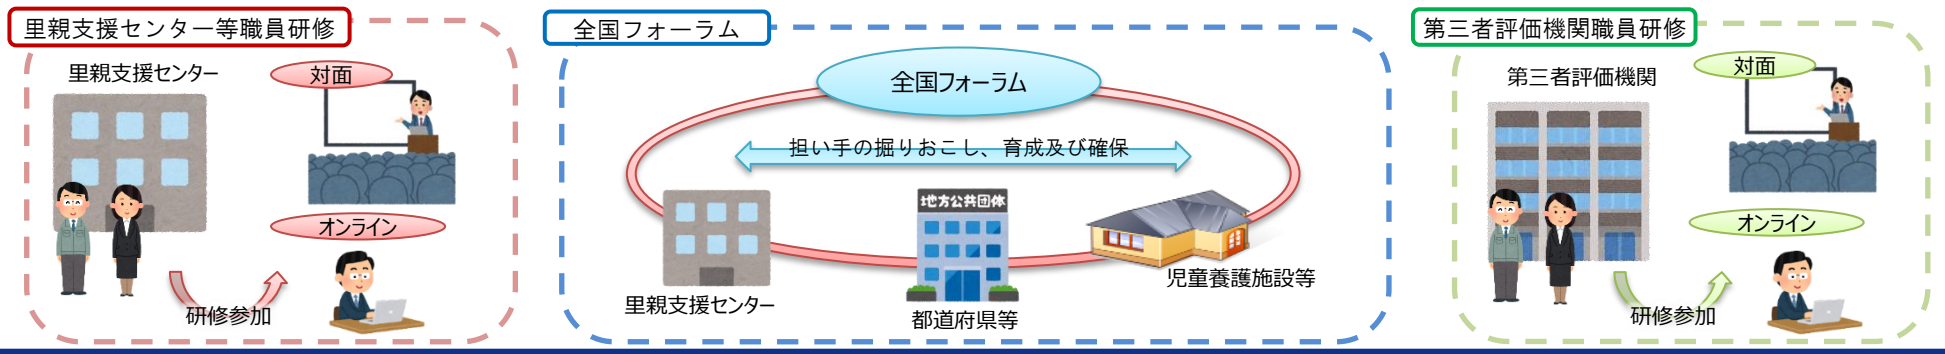 里親支援センター等職員研修
里親支援センター
対面
オンライン
研修参加
全国フォーラム
全国フォーラム
担い手の掘りおこし、育成及び確保
里親支援センター
地方公共団体
都道府県等
児童養護施設等
第三者評価機関職員研修
第三者評価機関
対面
オンライン
研修参加